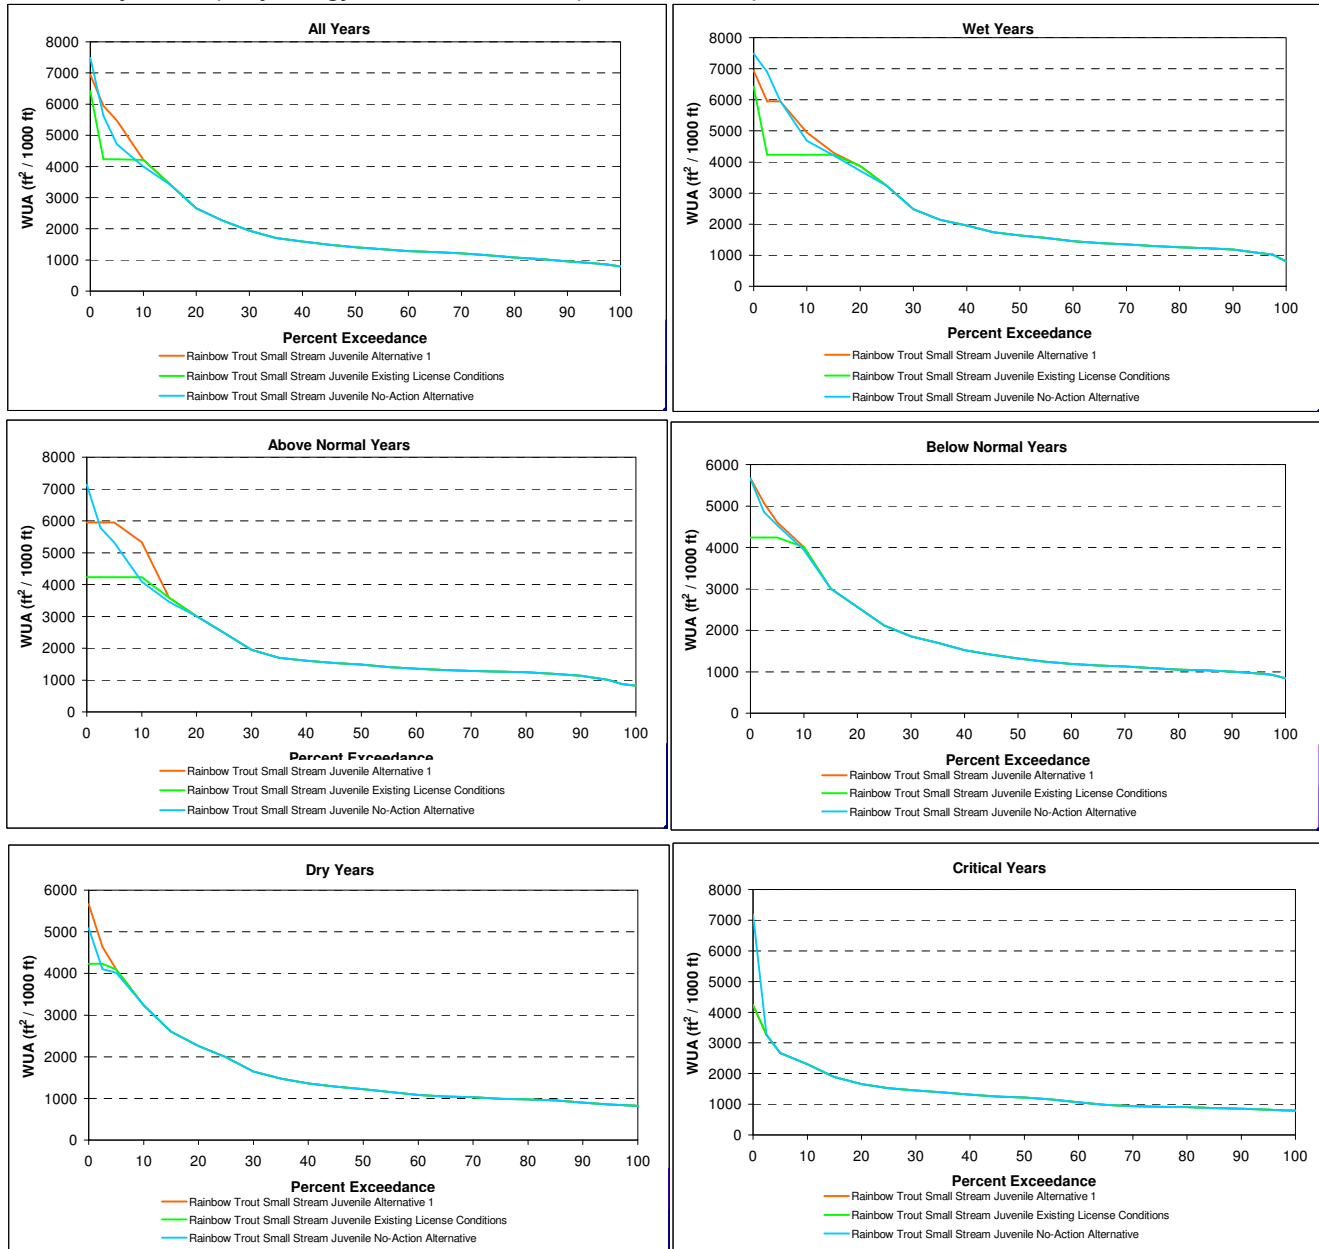 All Years
WUA (ft² / 1000 ft)
8000
7000
6000
5000
4000
3000
2000
1000
0
0 10 20 30 40 50 60 70 80 90 100
Percent Exceedance
Rainbow Trout Small Stream Juvenile Alternative 1
Rainbow Trout Small Stream Juvenile Existing License Conditions
Rainbow Trout Small Stream Juvenile No-Action Alternative
Wet Years
WUA (ft² / 1000 ft)
8000
7000
6000
5000
4000
3000
2000
1000
0
0 10 20 30 40 50 60 70 80 90 100
Percent Exceedance
Rainbow Trout Small Stream Juvenile Alternative 1
Rainbow Trout Small Stream Juvenile Existing License Conditions
Rainbow Trout Small Stream Juvenile No-Action Alternative
Above Normal Years
WUA (ft² / 1000 ft)
8000
7000
6000
5000
4000
3000
2000
1000
0
0 10 20 30 40 50 60 70 80 90 100
Percent Exceedance
Rainbow Trout Small Stream Juvenile Alternative 1
Rainbow Trout Small Stream Juvenile Existing License Conditions
Rainbow Trout Small Stream Juvenile No-Action Alternative
Below Normal Years
WUA (ft² / 1000 ft)
6000
5000
4000
3000
2000
1000
0
0 10 20 30 40 50 60 70 80 90 100
Percent Exceedance
Rainbow Trout Small Stream Juvenile Alternative 1
Rainbow Trout Small Stream Juvenile Existing License Conditions
Rainbow Trout Small Stream Juvenile No-Action Alternative
Dry Years
WUA (ft² / 1000 ft)
6000
5000
4000
3000
2000
1000
0
0 10 20 30 40 50 60 70 80 90 100
Percent Exceedance
Rainbow Trout Small Stream Juvenile Alternative 1
Rainbow Trout Small Stream Juvenile Existing License Conditions
Rainbow Trout Small Stream Juvenile No-Action Alternative
Critical Years
WUA (ft² / 1000 ft)
8000
7000
6000
5000
4000
3000
2000
1000
0
0 10 20 30 40 50 60 70 80 90 100
Percent Exceedance
Rainbow Trout Small Stream Juvenile Alternative 1
Rainbow Trout Small Stream Juvenile Existing License Conditions
Rainbow Trout Small Stream Juvenile No-Action Alternative